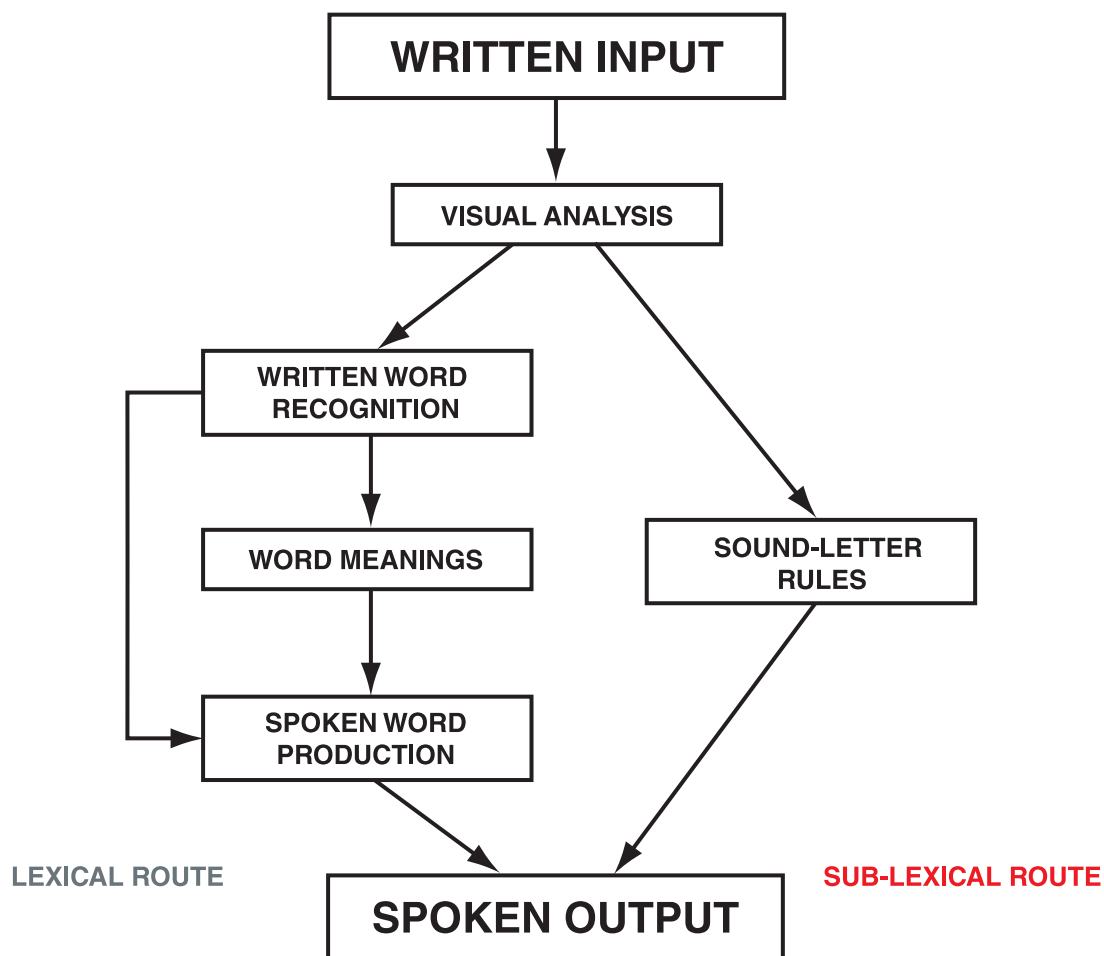 WRITTEN INPUT
VISUAL ANALYSIS
WRITTEN WORD
RECOGNITION
WORD MEANINGS
SOUND-LETTER
RULES
SPOKEN WORD
PRODUCTION
LEXICAL ROUTE
SUB-LEXICAL ROUTE
SPOKEN OUTPUT